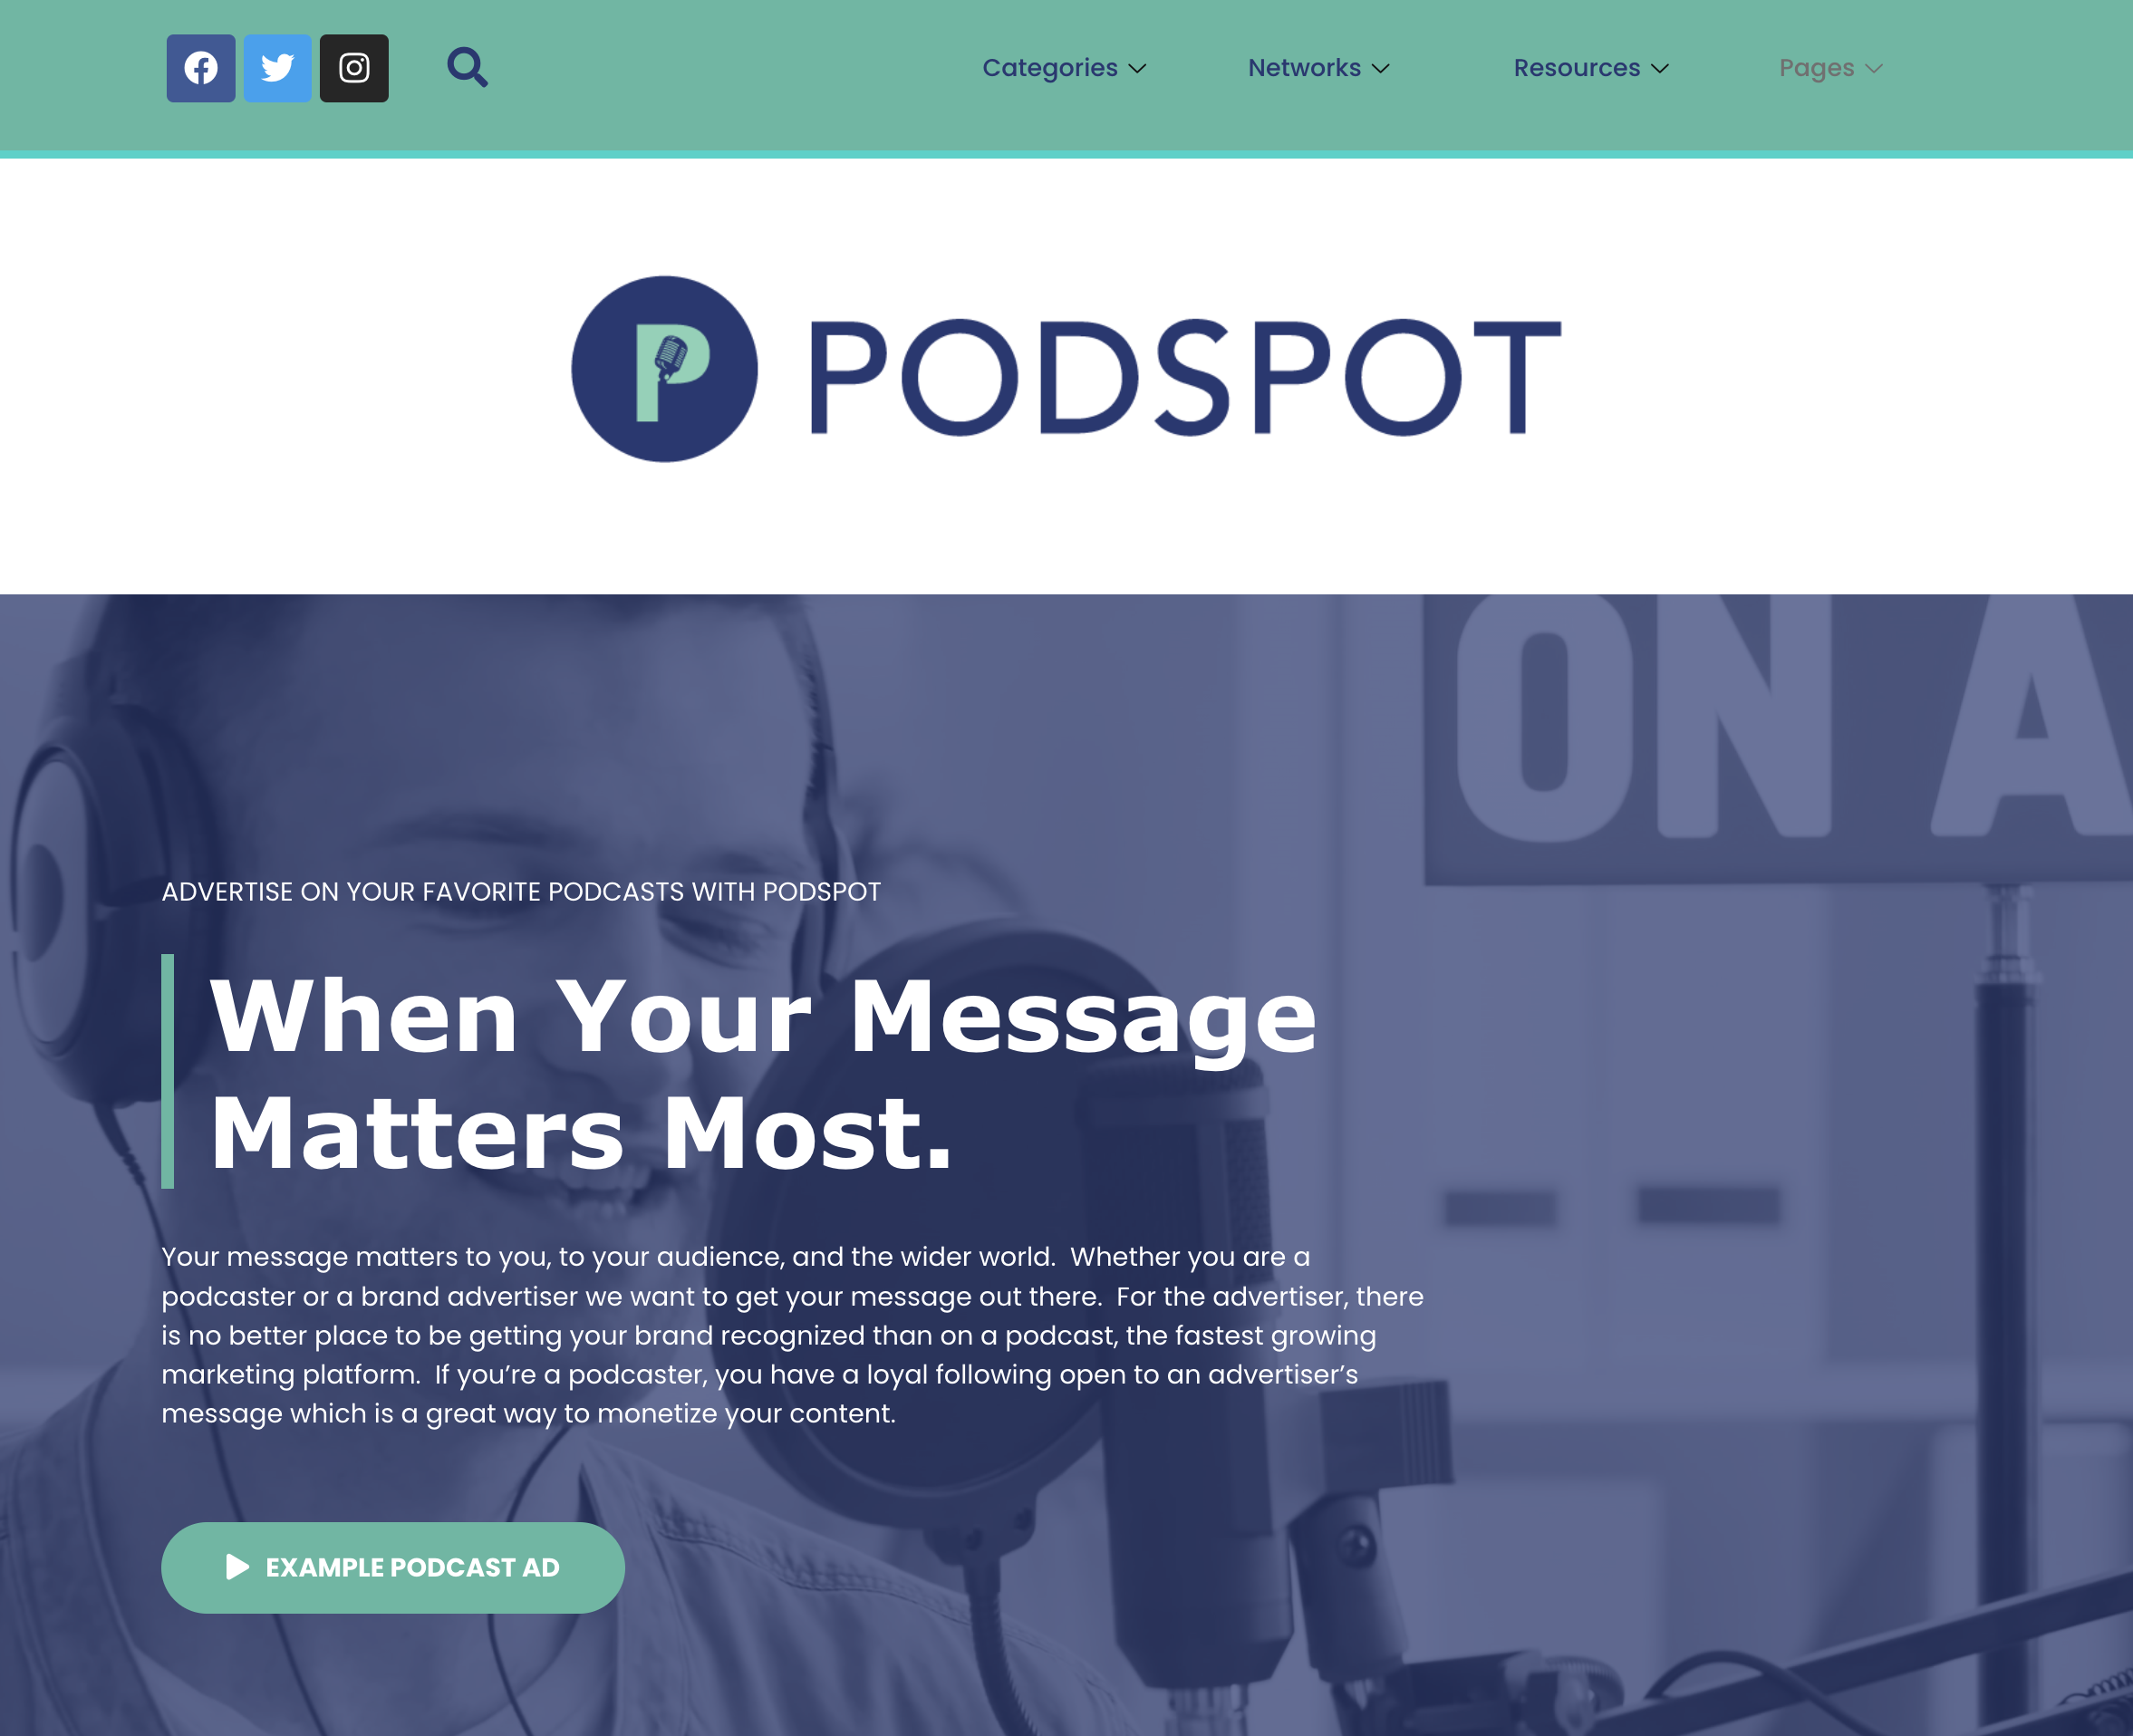 Categories Networks Resources Pages
P PODSPOT
ON A
ADVERTISE ON YOUR FAVORITE PODCASTS WITH PODSPOT
When Your Message
Matters Most.
Your message matters to you, to your audience, and the wider world.  Whether you are a
podcaster or a brand advertiser we want to get your message out there.  For the advertiser, there
is no better place to be getting your brand recognized than on a podcast, the fastest growing
marketing platform.  If you’re a podcaster, you have a loyal following open to an advertiser’s
message which is a great way to monetize your content.
EXAMPLE PODCAST AD